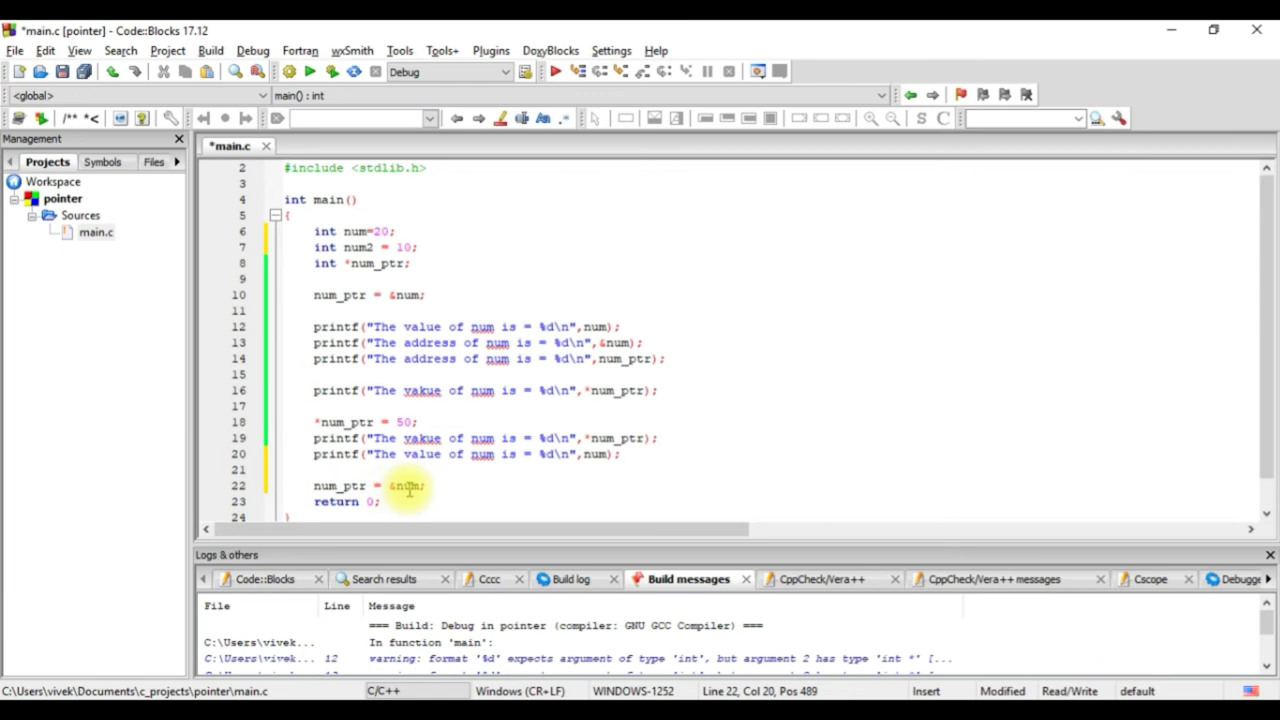 *main.c [pointer] - Code::Blocks 17.12
File Edit View Search Project Build Debug Fortran wxSmith Tools Tools+ Plugins DoxyBlocks Settings Help
Debug
<global> main() : int
/** *< Aa .* S C
Management
Projects Symbols Files
Workspace
pointer
Sources
main.c
*main.c
2 #include <stdlib.h>
3
4 int main()
5 {
6 int num=20;
7 int num2 = 10;
8 int *num_ptr;
9
10 num_ptr = &num;
11
12 printf("The value of num is = %d\n",num);
13 printf("The address of num is = %d\n",&num);
14 printf("The address of num is = %d\n",num_ptr);
15
16 printf("The vakue of num is = %d\n",*num_ptr);
17
18 *num_ptr = 50;
19 printf("The vakue of num is = %d\n",*num_ptr);
20 printf("The value of num is = %d\n",num);
21
22 num_ptr = &num;
23 return 0;
24 }
Logs & others
Code::Blocks Search results Cccc Build log Build messages CppCheck/Vera++ CppCheck/Vera++ messages Cscope Debugge
File Line Message
=== Build: Debug in pointer (compiler: GNU GCC Compiler) ===
C:\Users\vivek... In function 'main':
C:\Users\vivek... 12 warning: format '%d' expects argument of type 'int', but argument 2 has type 'int *' [...
C:\Users\vivek\Documents\c_projects\pointer\main.c C/C++ Windows (CR+LF) WINDOWS-1252 Line 22, Col 20, Pos 489 Insert Modified Read/Write default